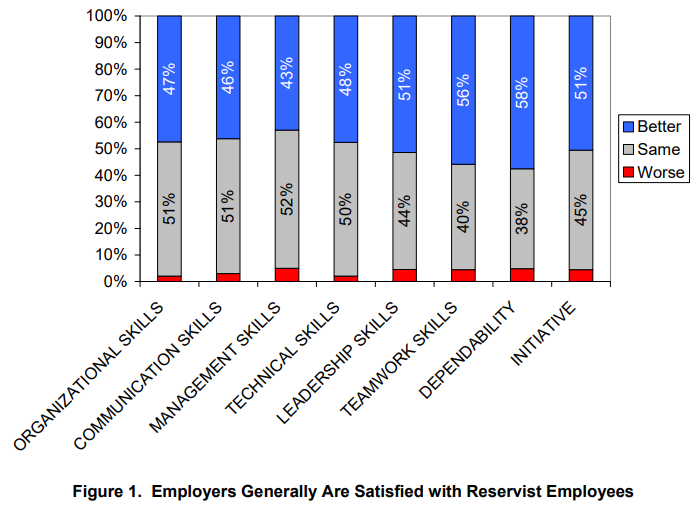 100%
90%
80%
70%
60%
50%
40%
30%
20%
10%
0%
47%
46%
43%
48%
51%
56%
58%
51%
51%
51%
52%
50%
44%
40%
38%
45%
Better
Same
Worse
ORGANIZATIONAL SKILLS
COMMUNICATION SKILLS
MANAGEMENT SKILLS
TECHNICAL SKILLS
LEADERSHIP SKILLS
TEAMWORK SKILLS
DEPENDABILITY
INITIATIVE
Figure 1. Employers Generally Are Satisfied with Reservist Employees